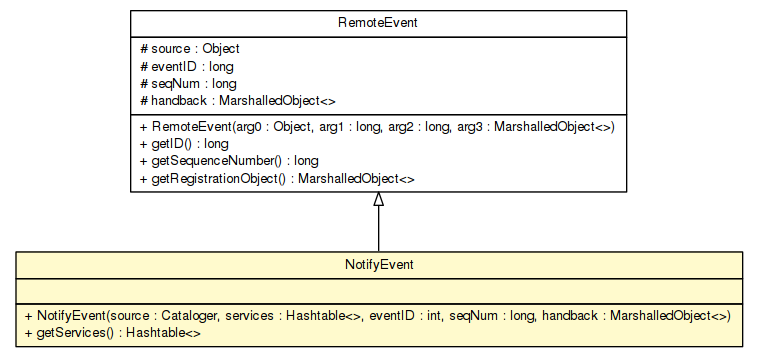 RemoteEvent
# source : Object
# eventID : long
# seqNum : long
# handback : MarshalledObject<>
+ RemoteEvent(arg0 : Object, arg1 : long, arg2 : long, arg3 : MarshalledObject<>)
+ getID() : long
+ getSequenceNumber() : long
+ getRegistrationObject() : MarshalledObject<>
NotifyEvent
+ NotifyEvent(source : Cataloger, services : Hashtable<>, eventID : int, seqNum : long, handback : MarshalledObject<>)
+ getServices() : Hashtable<>